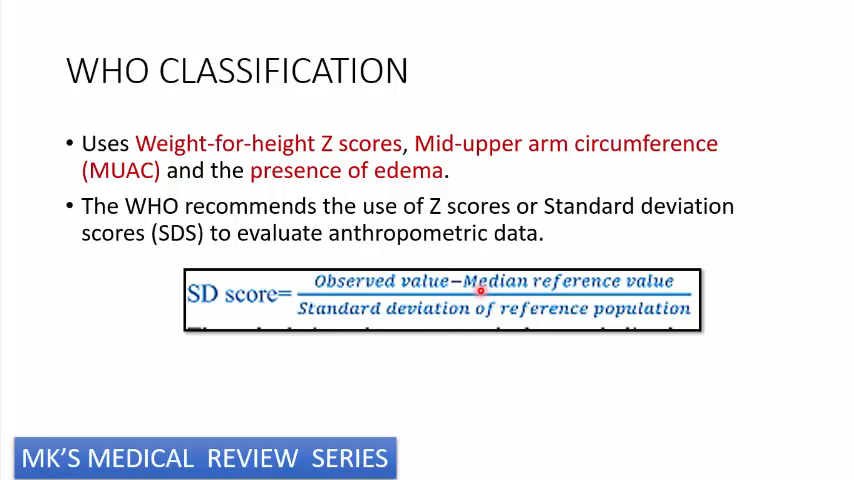 WHO CLASSIFICATION
• Uses Weight-for-height Z scores, Mid-upper arm circumference
(MUAC) and the presence of edema.
• The WHO recommends the use of Z scores or Standard deviation
scores (SDS) to evaluate anthropometric data.
Observed value−Median reference value
SD score=
Standard deviation of reference population
MK'S MEDICAL REVIEW SERIES